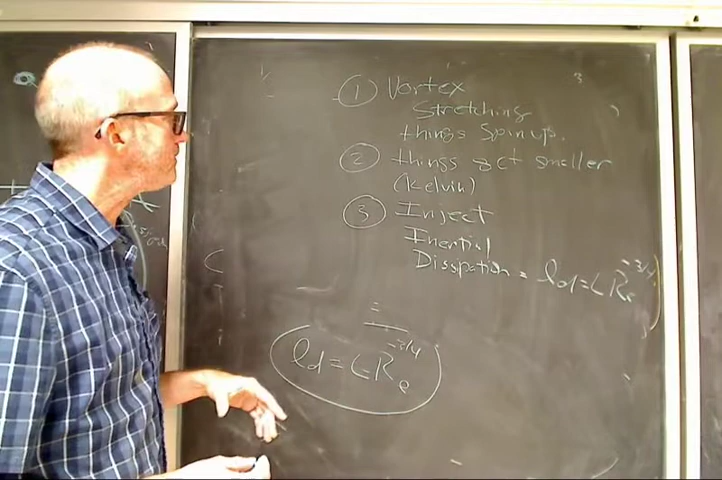 ① Vortex
Stretching
things spin up.
② things get smaller
(Kelvin)
③ Inject
Inertial
Dissipation = ld = L Re^-3/4
ld = L Re^-3/4